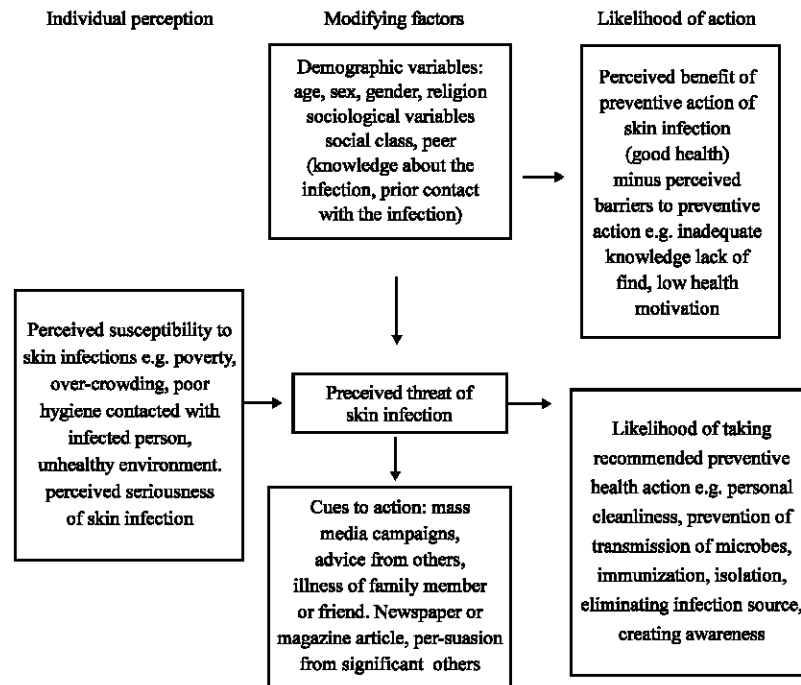 Individual perception
Modifying factors
Likelihood of action
Demographic variables:
age, sex, gender, religion
sociological variables
social class, peer
(knowledge about the
infection, prior contact
with the infection)
Perceived benefit of
preventive action of
skin infection
(good health)
minus perceived
barriers to preventive
action e.g. inadequate
knowledge lack of
find, low health
motivation
Perceived susceptibility to
skin infections e.g. poverty,
over-crowding, poor
hygiene contacted with
infected person,
unhealthy environment.
perceived seriousness
of skin infection
Preceived threat of
skin infection
Likelihood of taking
recommended preventive
health action e.g. personal
cleanliness, prevention of
transmission of microbes,
immunization, isolation,
eliminating infection source,
creating awareness
Cues to action: mass
media campaigns,
advice from others,
illness of family member
or friend. Newspaper or
magazine article, per-suasion
from significant others